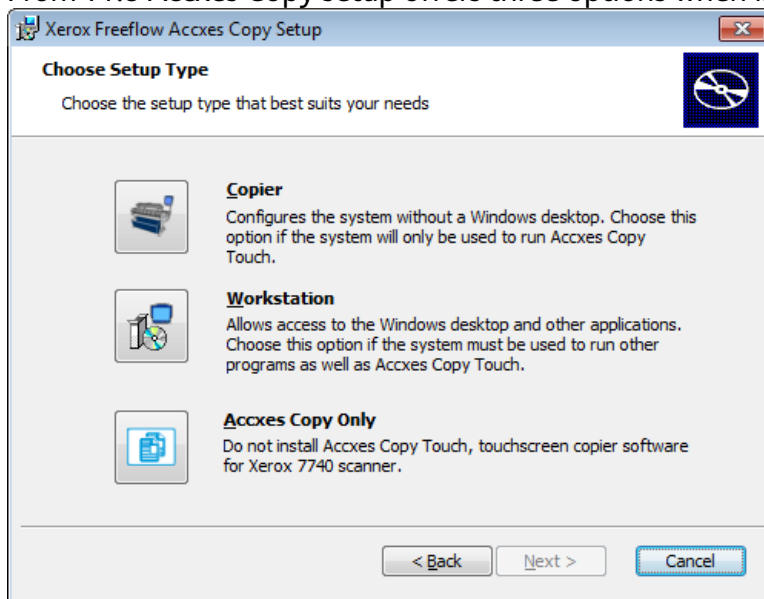 Xerox Freeflow Accxes Copy Setup
Choose Setup Type
Choose the setup type that best suits your needs
Copier
Configures the system without a Windows desktop. Choose this
option if the system will only be used to run Accxes Copy
Touch.
Workstation
Allows access to the Windows desktop and other applications.
Choose this option if the system must be used to run other
programs as well as Accxes Copy Touch.
Accxes Copy Only
Do not install Accxes Copy Touch, touchscreen copier software
for Xerox 7740 scanner.
< Back Next > Cancel